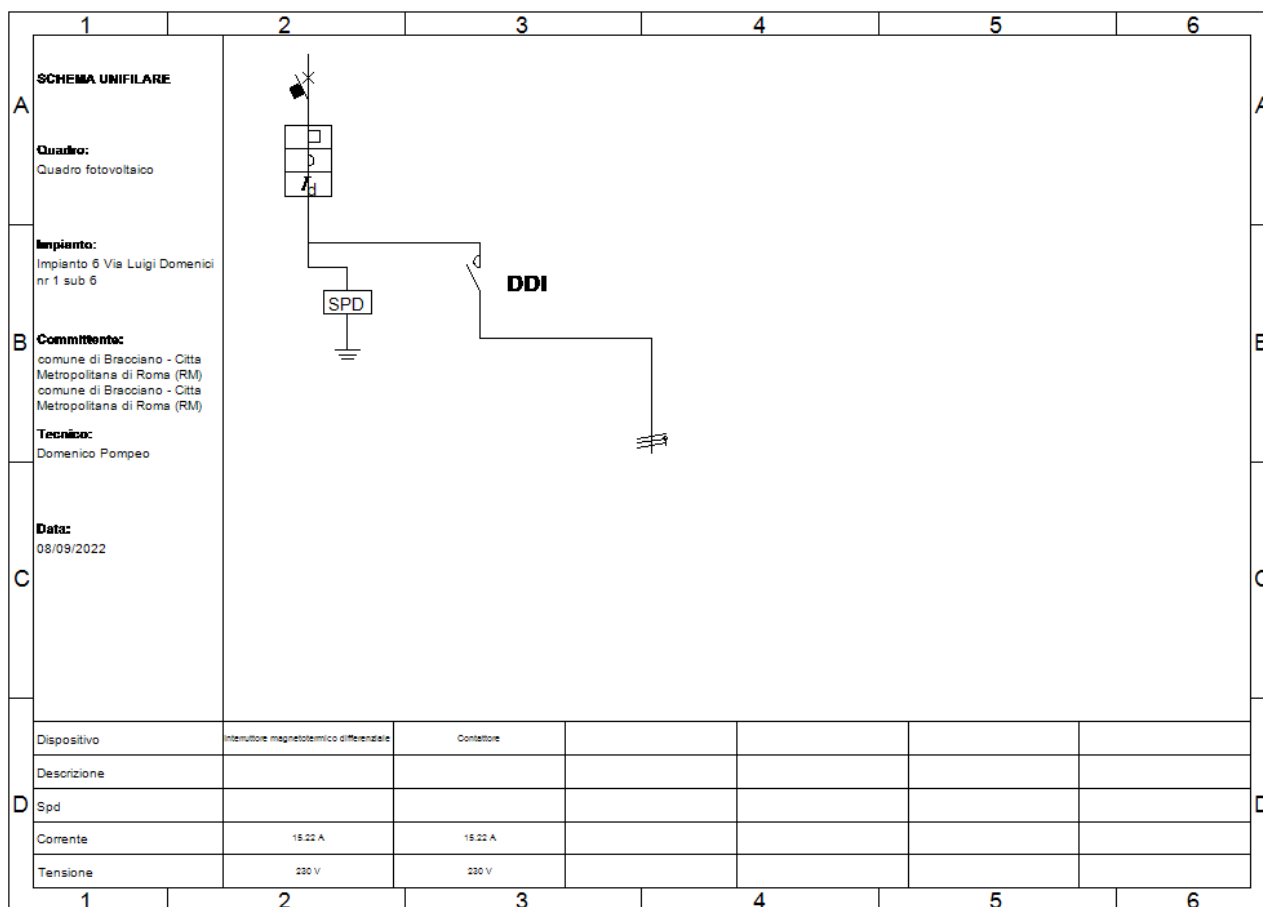 1 2 3 4 5 6
SCHEMA UNIFILARE
A A
Quadro:
Quadro fotovoltaico
d
Impianto:
Impianto 6 Via Luigi Domenici
nr 1 sub 6
DDI
SPD
B B
Committente:
comune di Bracciano - Citta
Metropolitana di Roma (RM)
comune di Bracciano - Citta
Metropolitana di Roma (RM)
Tecnico:
Domenico Pompeo
Data:
08/09/2022
C C
Dispositivo Interruttore magnetotermico differenziale Contattore
Descrizione
D Spd D
Corrente 15.22 A 15.22 A
Tensione 230 V 230 V
1 2 3 4 5 6